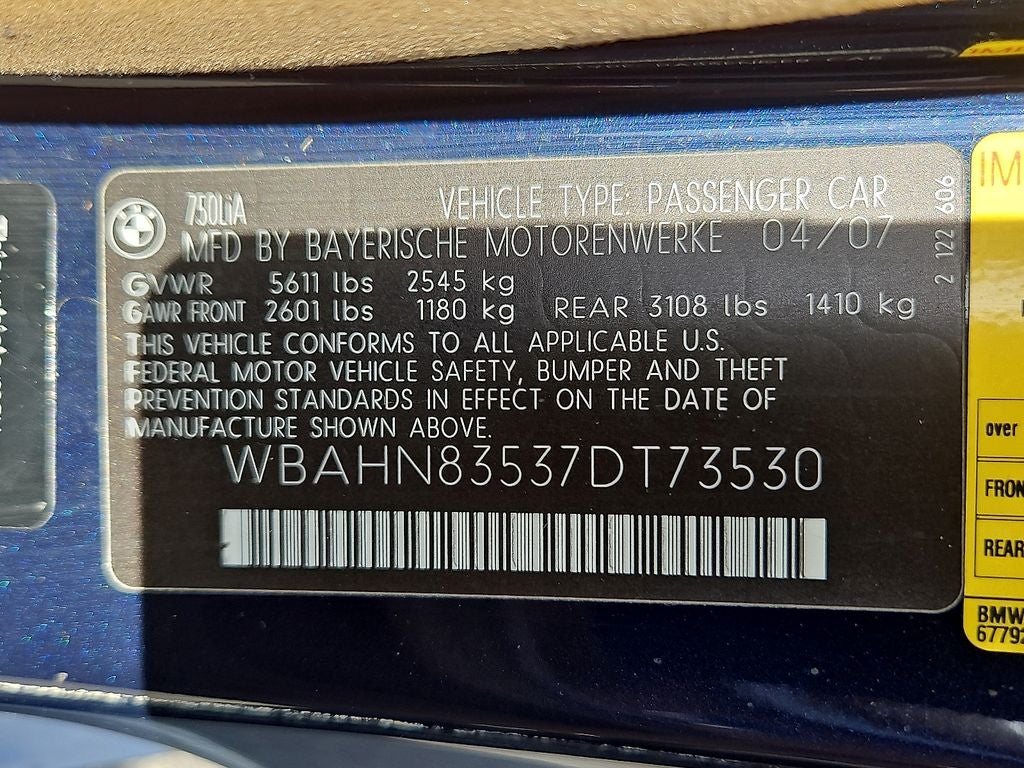 750LiA VEHICLE TYPE: PASSENGER CAR
MFD BY BAYERISCHE MOTORENWERKE 04/07
GVWR 5611 lbs 2545 kg
GAWR FRONT 2601 lbs 1180 kg REAR 3108 lbs 1410 kg
THIS VEHICLE CONFORMS TO ALL APPLICABLE U.S.
FEDERAL MOTOR VEHICLE SAFETY, BUMPER AND THEFT
PREVENTION STANDARDS IN EFFECT ON THE DATE OF
MANUFACTURE SHOWN ABOVE.
WBAHN83537DT73530
2 122 606
IM
over
FRON
REAR
BMW
67792